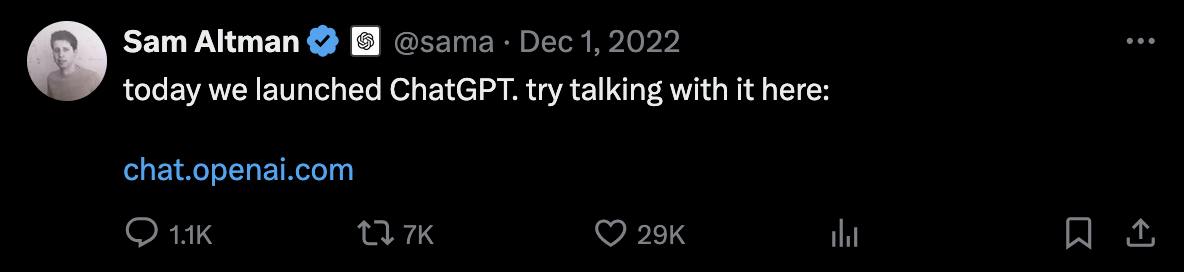 Sam Altman @sama · Dec 1, 2022
today we launched ChatGPT. try talking with it here:
chat.openai.com
1.1K 7K 29K